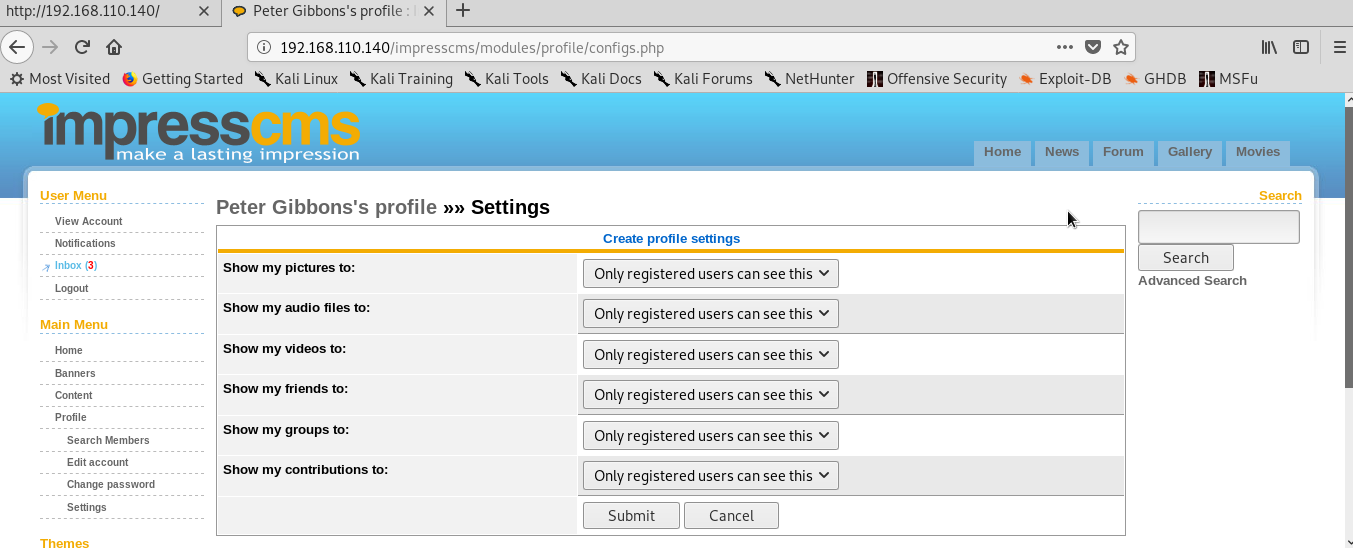 http://192.168.110.140/
Peter Gibbons's profile :
192.168.110.140/impresscms/modules/profile/configs.php
Most Visited Getting Started Kali Linux Kali Training Kali Tools Kali Docs Kali Forums NetHunter Offensive Security Exploit-DB GHDB MSFu
impresscms
make a lasting impression
Home News Forum Gallery Movies
User Menu
View Account
Notifications
Inbox (3)
Logout
Main Menu
Home
Banners
Content
Profile
Search Members
Edit account
Change password
Settings
Themes
Peter Gibbons's profile »» Settings
Create profile settings
Show my pictures to: Only registered users can see this
Show my audio files to: Only registered users can see this
Show my videos to: Only registered users can see this
Show my friends to: Only registered users can see this
Show my groups to: Only registered users can see this
Show my contributions to: Only registered users can see this
Submit Cancel
Search
Search
Advanced Search